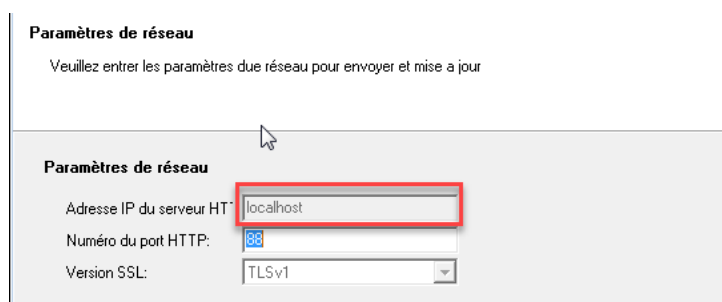 Paramètres de réseau
Veuillez entrer les paramètres due réseau pour envoyer et mise a jour
Paramètres de réseau
Adresse IP du serveur HTT localhost
Numéro du port HTTP: 88
Version SSL: TLSv1